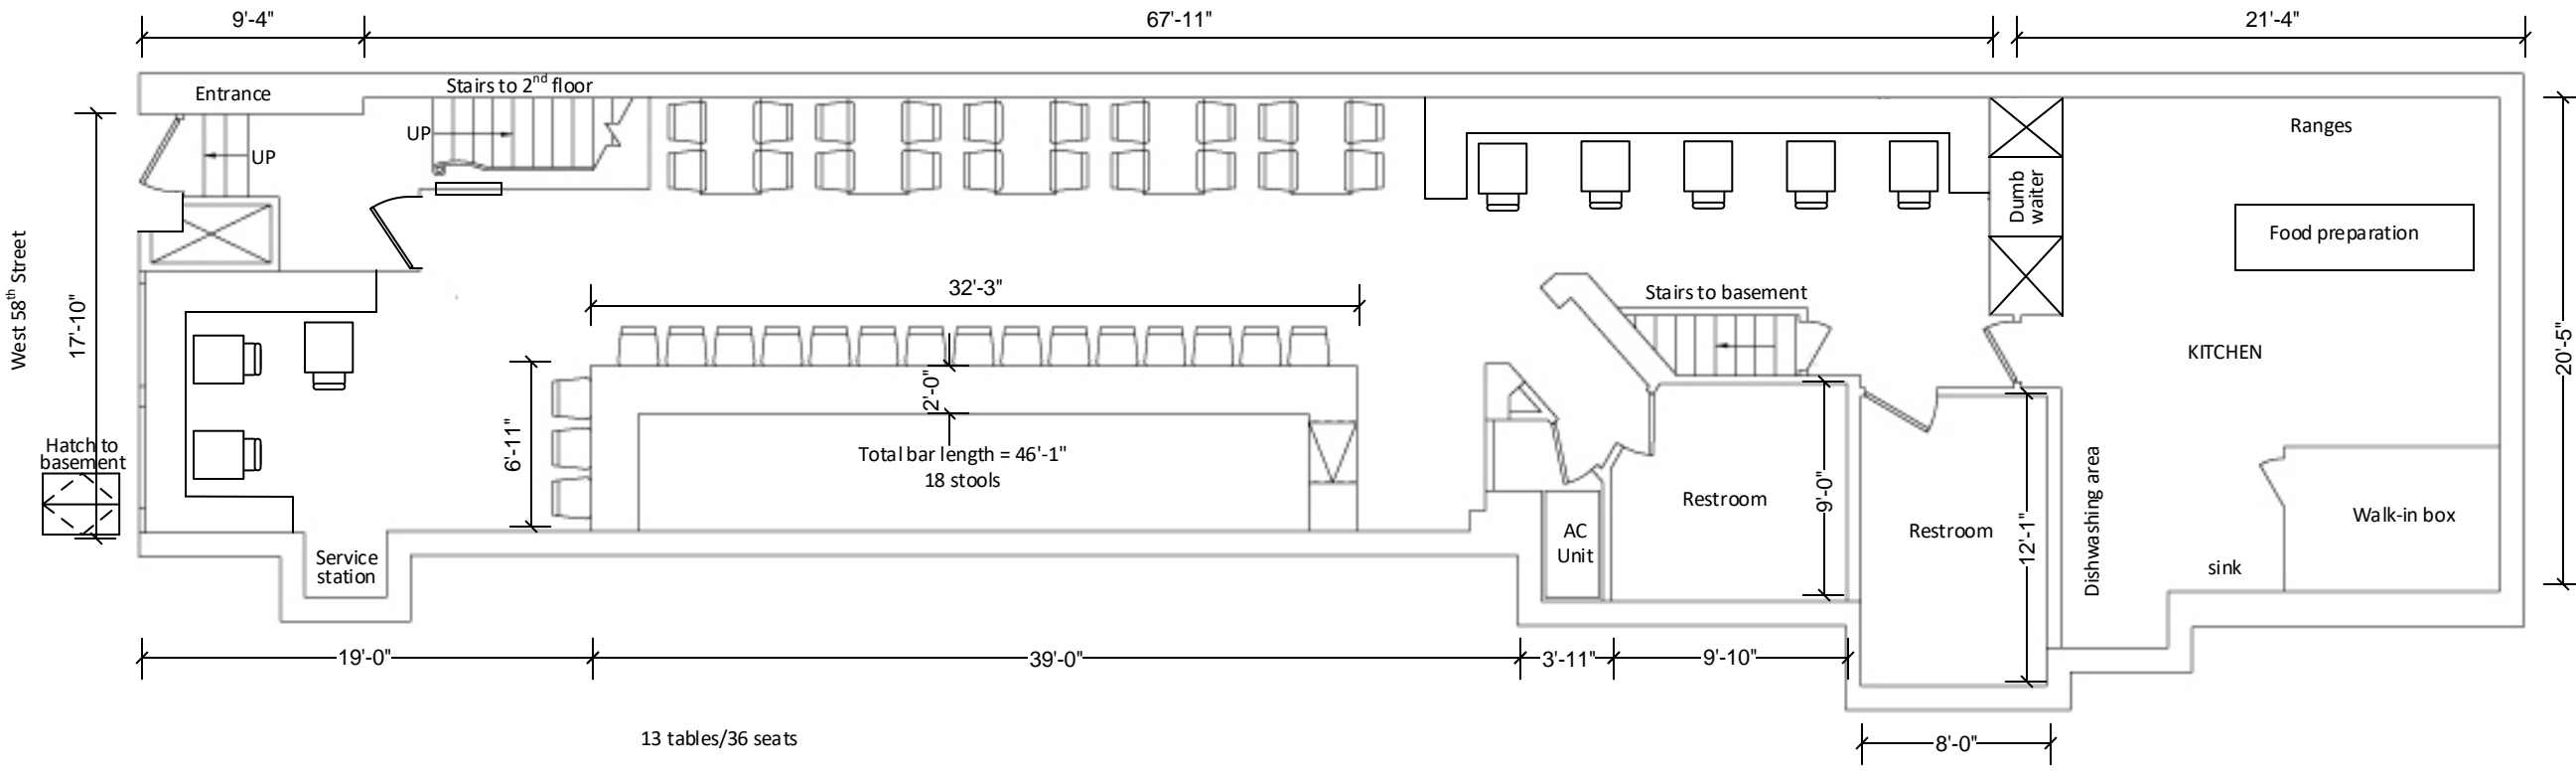 9'-4"
67'-11"
21'-4"
Entrance
Stairs to 2nd floor
UP
UP
Ranges
Dumb
waiter
Food preparation
West 58th Street
17'-10"
32'-3"
Stairs to basement
KITCHEN
20'-5"
2'-0"
6'-11"
Total bar length = 46'-1"
18 stools
Hatch to
basement
Restroom
9'-0"
Restroom
12'-1"
Dishwashing area
Walk-in box
AC
Unit
Service
station
sink
19'-0"
39'-0"
3'-11"
9'-10"
8'-0"
13 tables/36 seats